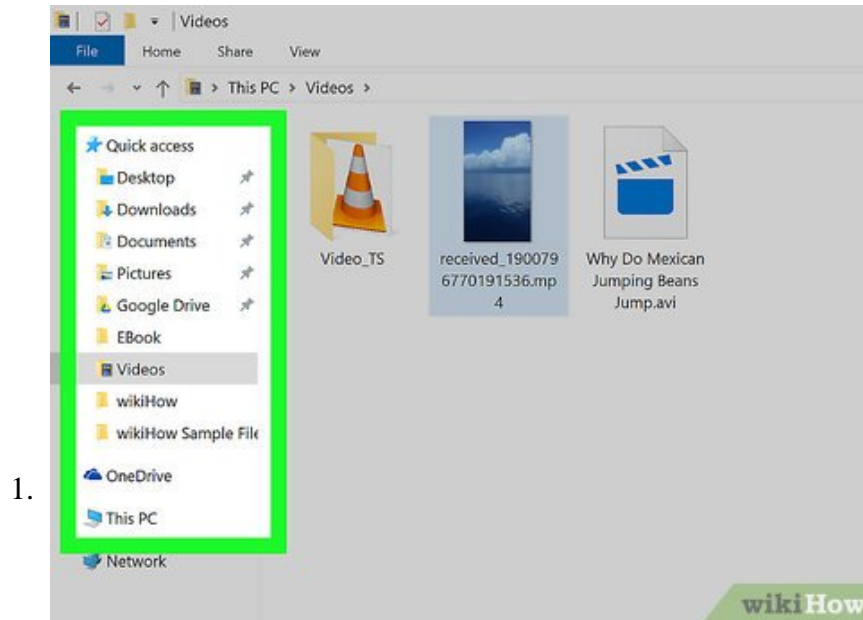 Videos
File Home Share View
This PC > Videos >
Quick access
Desktop
Downloads
Documents
Pictures
Google Drive
EBook
Videos
wikiHow
wikiHow Sample File
OneDrive
This PC
Network
Video_TS
received_190079
6770191536.mp
4
Why Do Mexican
Jumping Beans
Jump.avi
1.
wikiHow